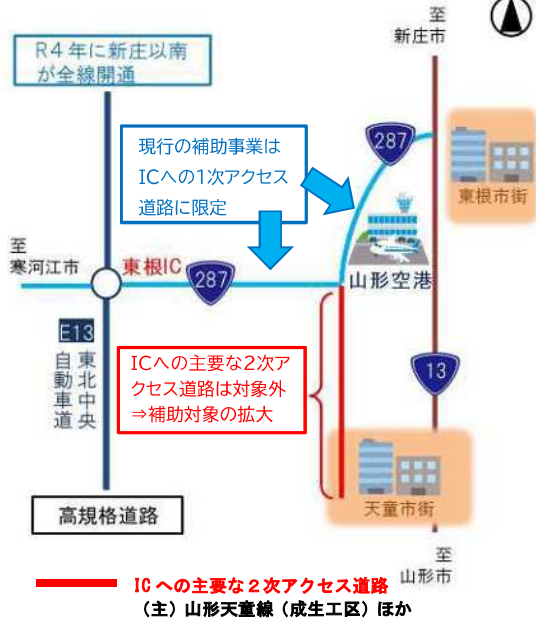 至
新庄市
R4年に新庄以南
が全線開通
287
現行の補助事業は
ICへの1次アクセス
道路に限定
東根市街
至
寒河江市
東根IC
287
山形空港
E13
東北中央
自動車道
ICへの主要な2次ア
クセス道路は対象外
⇒補助対象の拡大
13
天童市街
高規格道路
至
山形市
ICへの主要な2次アクセス道路
（主）山形天童線（成生工区）ほか